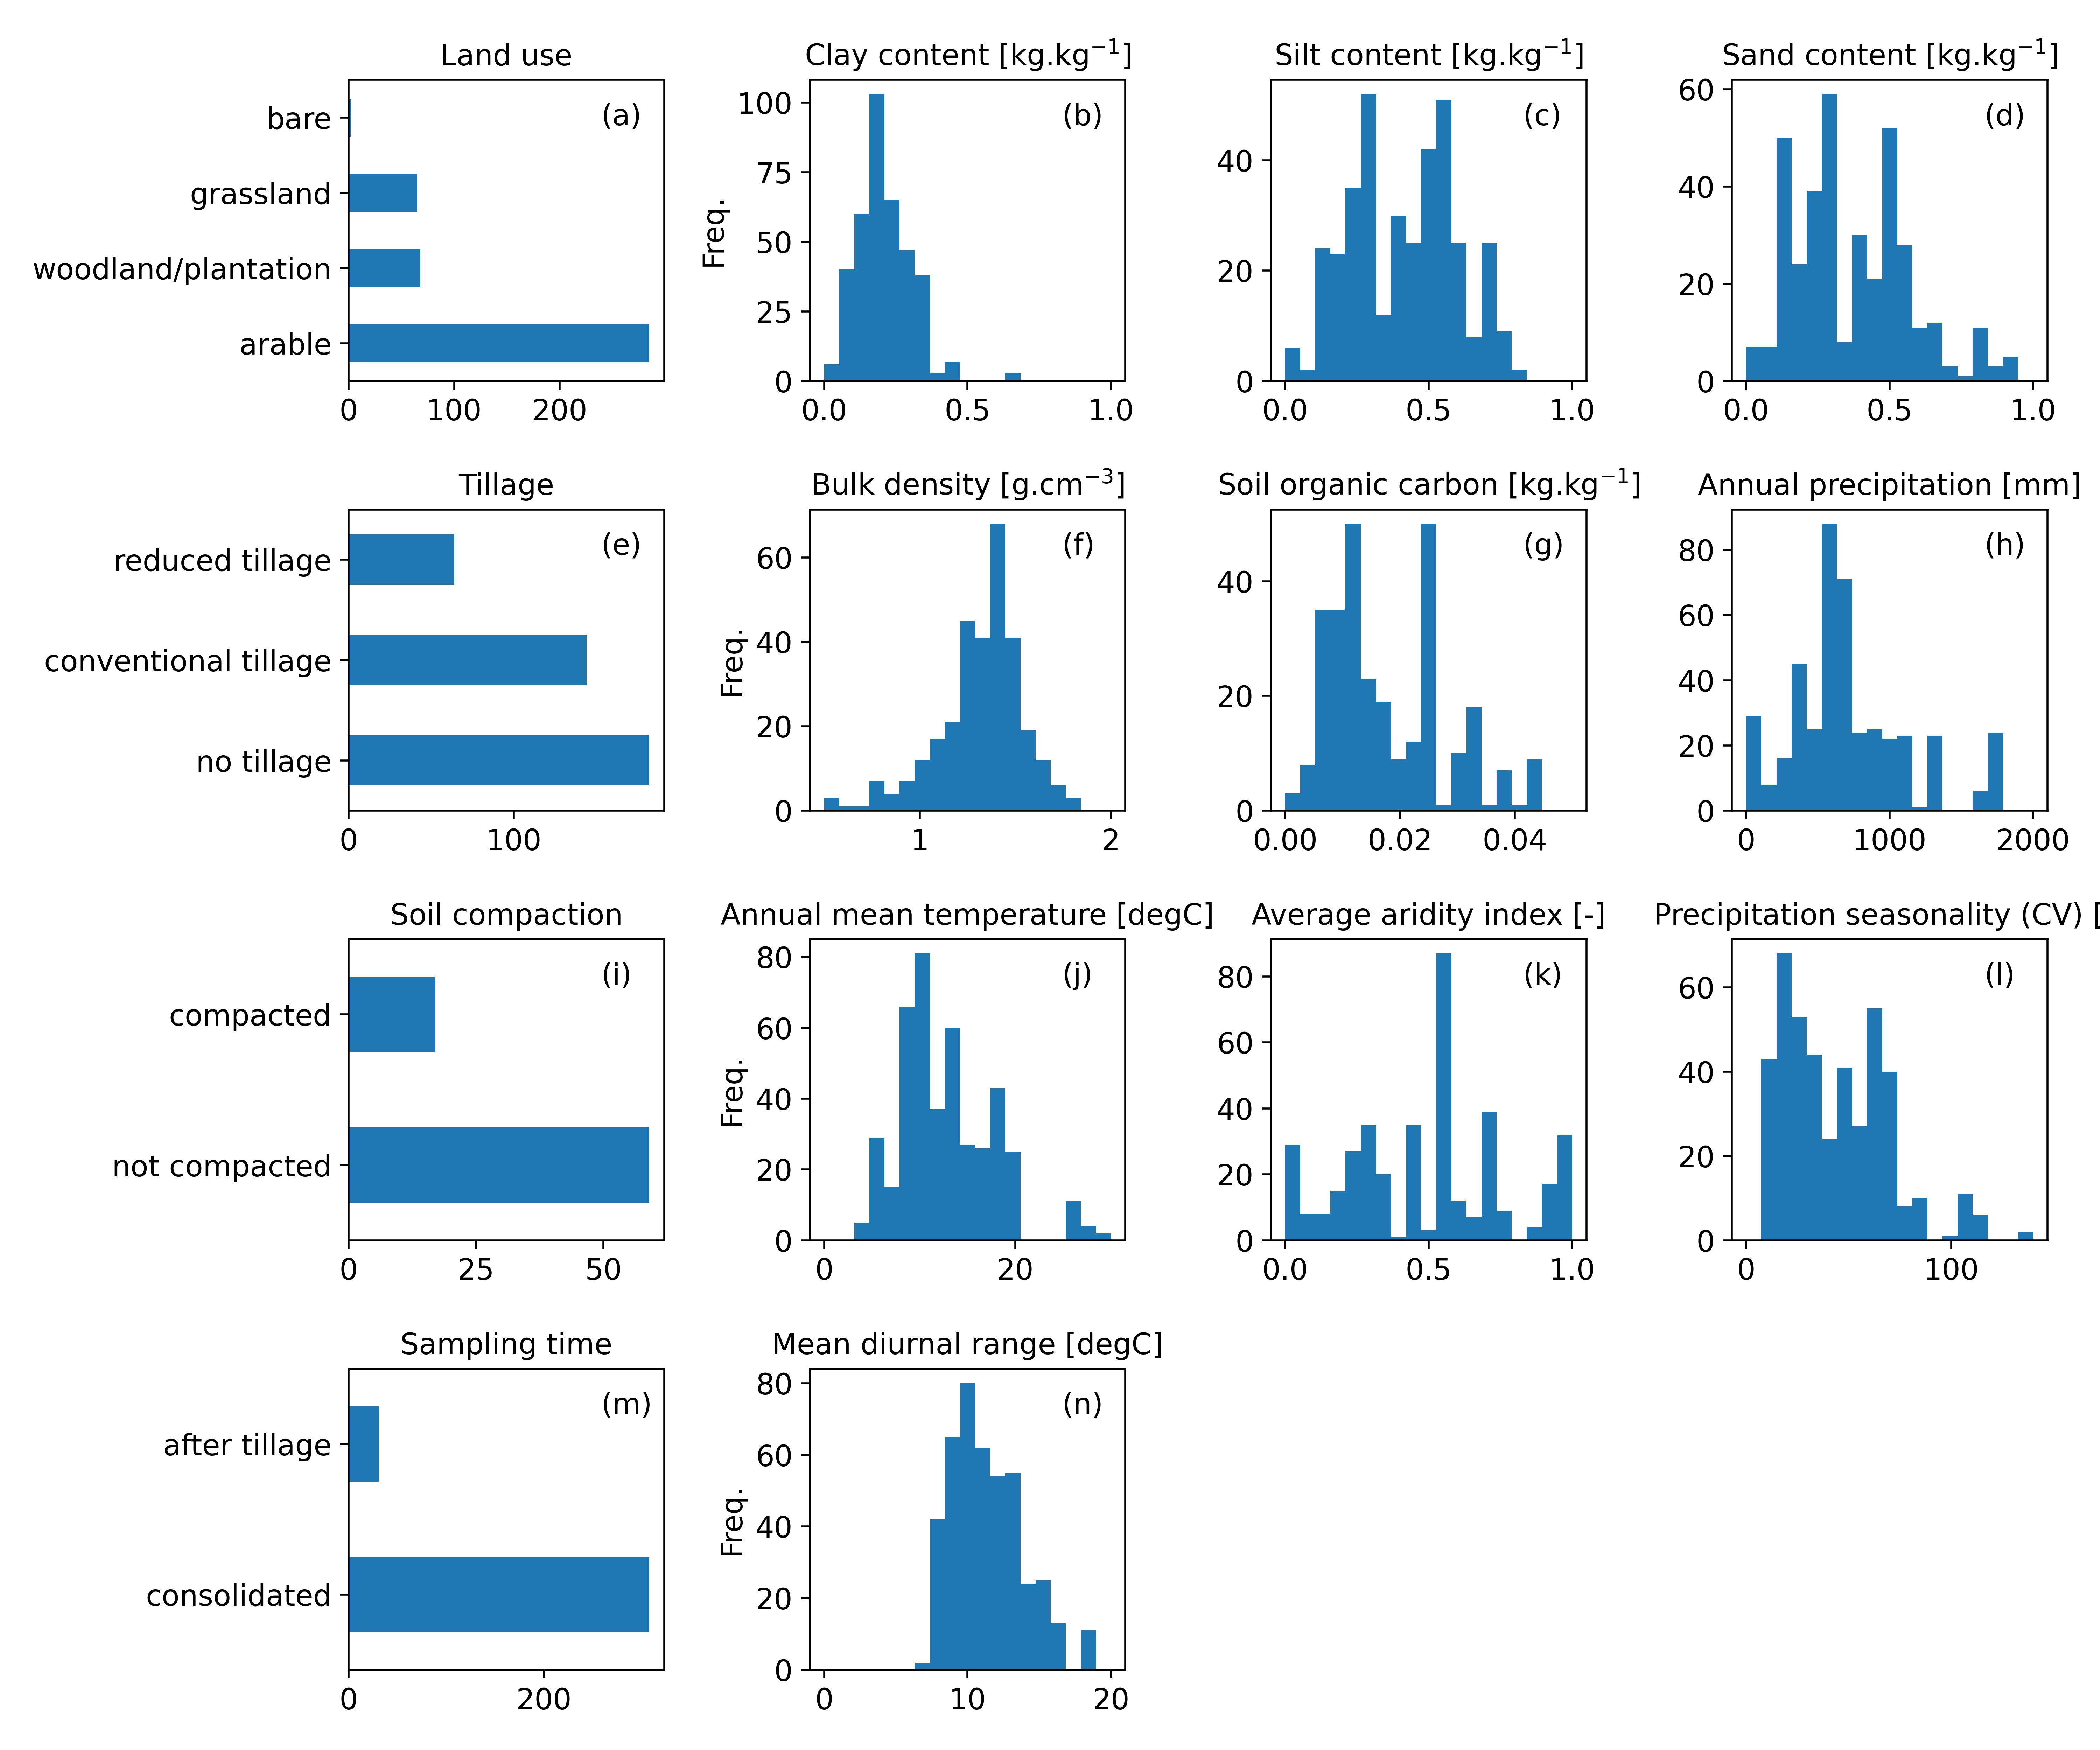 Land use
(a)
bare
grassland
woodland/plantation
arable
0 100 200
Clay content [kg.kg⁻¹]
(b)
Freq.
100
75
50
25
0
0.0 0.5 1.0
Silt content [kg.kg⁻¹]
(c)
40
20
0
0.0 0.5 1.0
Sand content [kg.kg⁻¹]
(d)
60
40
20
0
0.0 0.5 1.0
Tillage
(e)
reduced tillage
conventional tillage
no tillage
0 100
Bulk density [g.cm⁻³]
(f)
Freq.
60
40
20
0
1 2
Soil organic carbon [kg.kg⁻¹]
(g)
40
20
0
0.00 0.02 0.04
Annual precipitation [mm]
(h)
80
60
40
20
0
0 1000 2000
Soil compaction
(i)
compacted
not compacted
0 25 50
Annual mean temperature [degC]
(j)
Freq.
80
60
40
20
0
0 20
Average aridity index [-]
(k)
80
60
40
20
0
0.0 0.5 1.0
Precipitation seasonality (CV) [
(l)
60
40
20
0
0 100
Sampling time
(m)
after tillage
consolidated
0 200
Mean diurnal range [degC]
(n)
Freq.
80
60
40
20
0
0 10 20